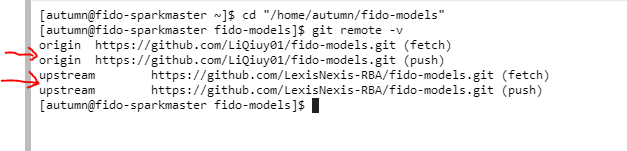 [autumn@fido-sparkmaster ~]$ cd "/home/autumn/fido-models"
[autumn@fido-sparkmaster fido-models]$ git remote -v
origin  https://github.com/LiQiuy01/fido-models.git (fetch)
origin  https://github.com/LiQiuy01/fido-models.git (push)
upstream        https://github.com/LexisNexis-RBA/fido-models.git (fetch)
upstream        https://github.com/LexisNexis-RBA/fido-models.git (push)
[autumn@fido-sparkmaster fido-models]$